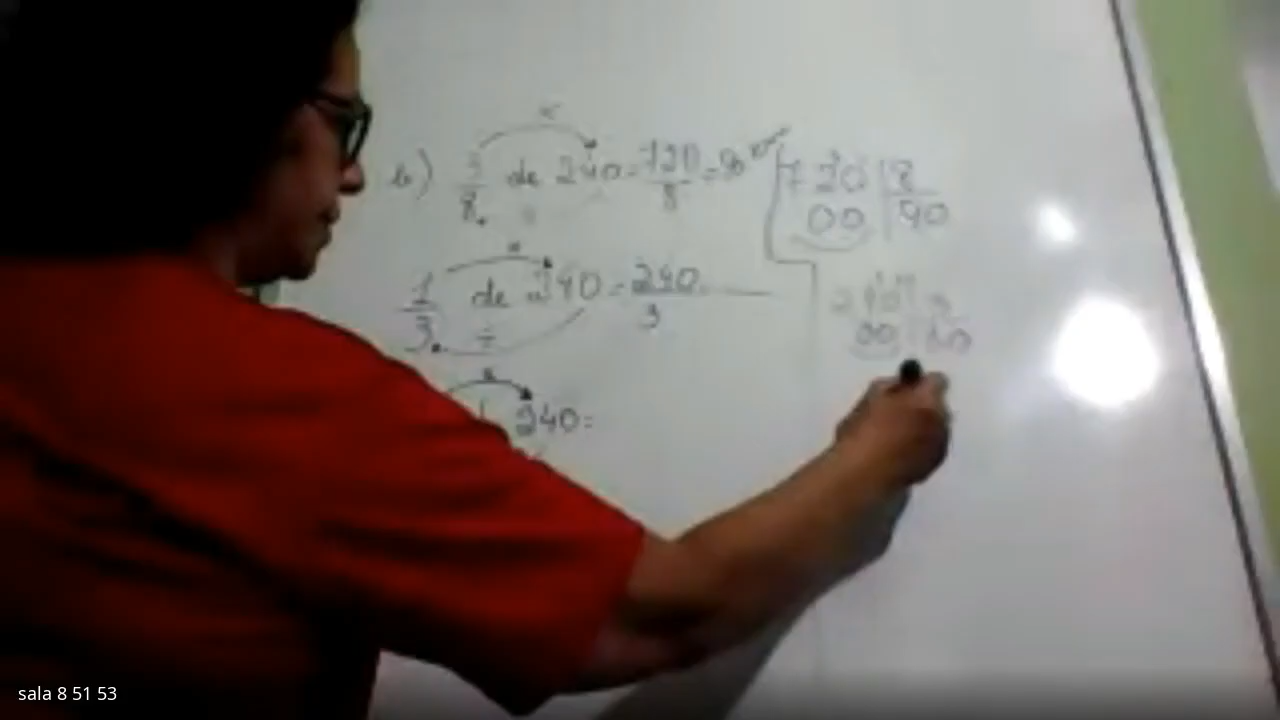 b) 3/8 de 240 = 720/8 = 90
720 | 8
00 | 90
1/3 de 240 = 240/3
÷
240 | 3
00 | 80
240 =
sala 8 51 53